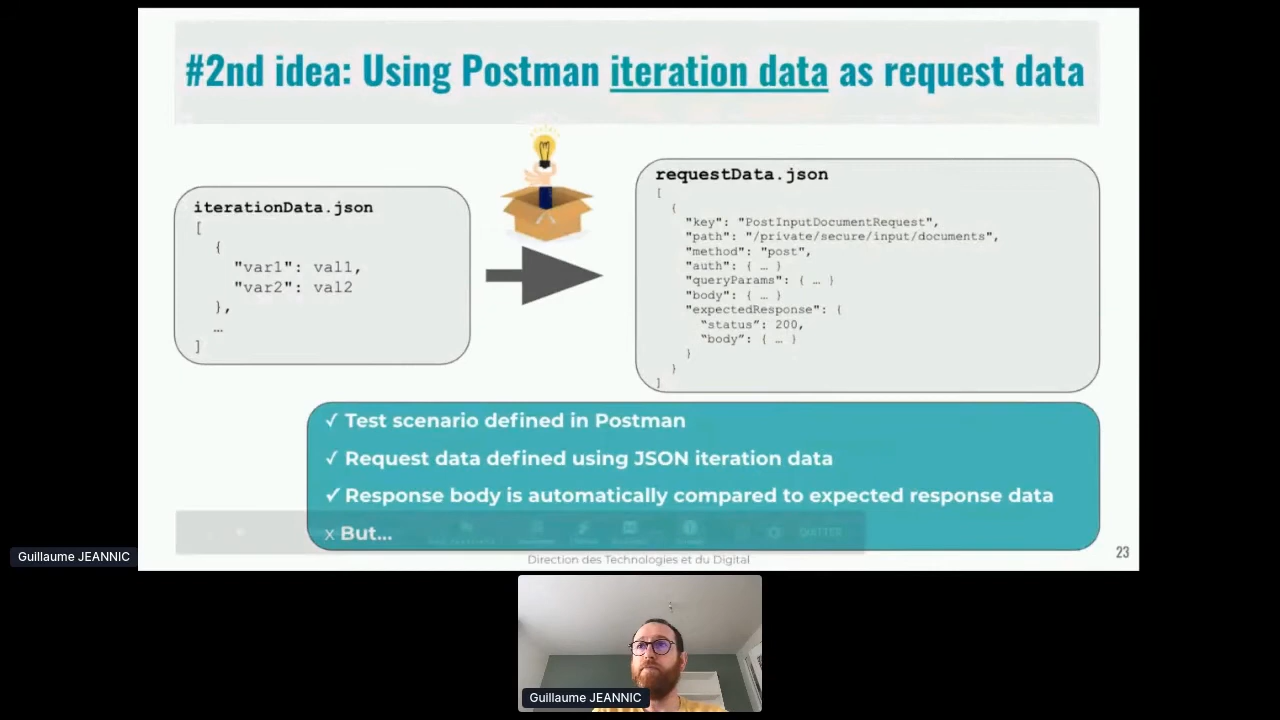 #2nd idea: Using Postman iteration data as request data
iterationData.json
[
{
"var1": val1,
"var2": val2
},
…
]
requestData.json
[
{
"key": "PostInputDocumentRequest",
"path": "/private/secure/input/documents",
"method": "post",
"auth": { … }
"queryParams": { … }
"body": { … }
"expectedResponse": {
“status”: 200,
“body”: { … }
}
}
]
✓ Test scenario defined in Postman
✓ Request data defined using JSON iteration data
✓ Response body is automatically compared to expected response data
x But...
QUITTER
Direction des Technologies et du Digital
23
Guillaume JEANNIC
Guillaume JEANNIC